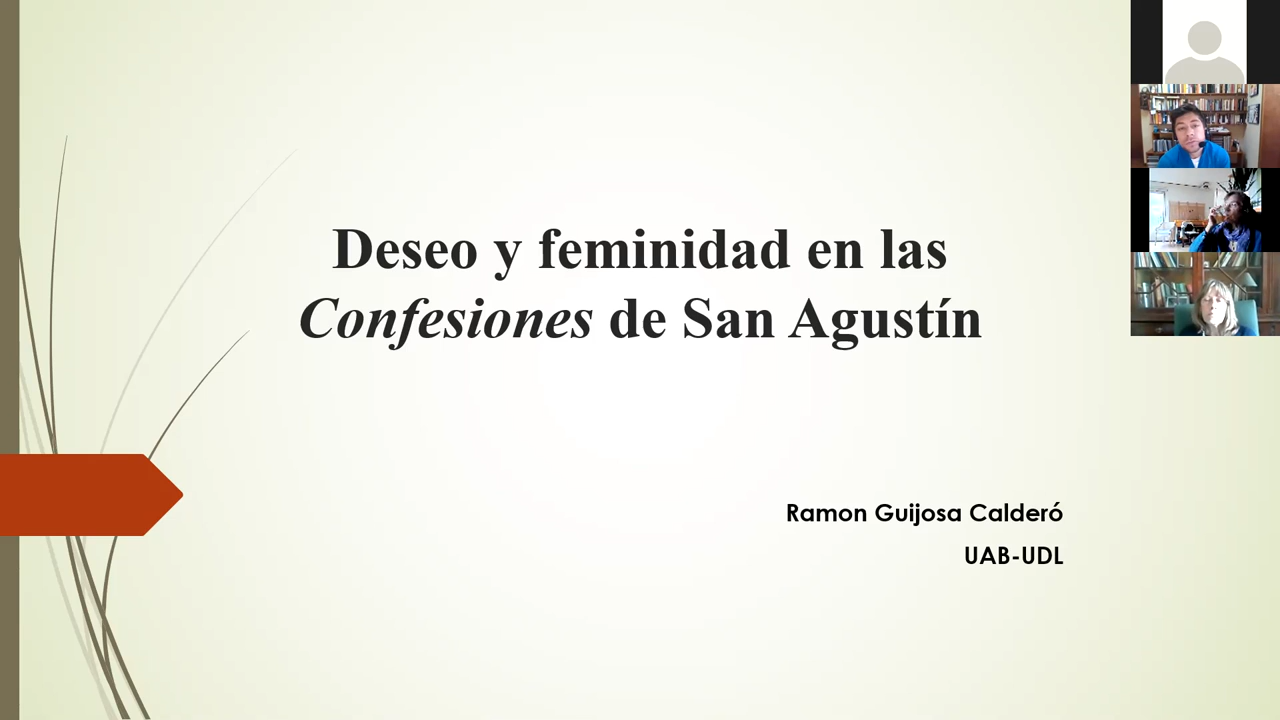 Deseo y feminidad en las
Confesiones de San Agustín
Ramon Guijosa Calderó
UAB-UDL